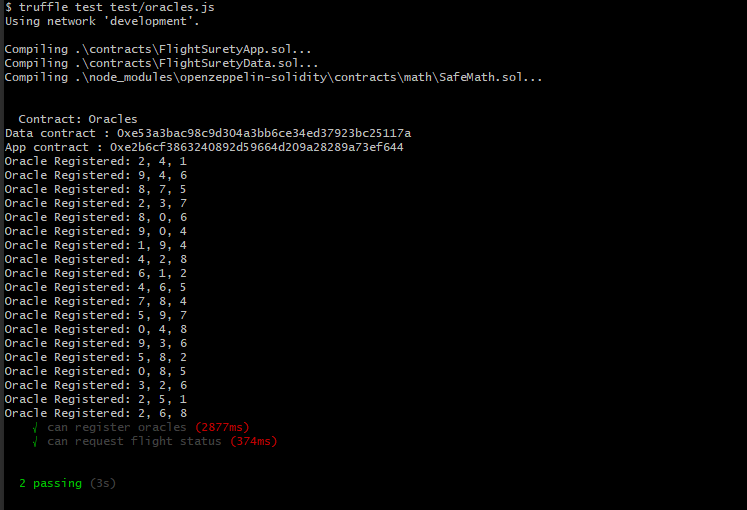 $ truffle test test/oracles.js
Using network 'development'.
Compiling .\contracts\FlightSuretyApp.sol...
Compiling .\contracts\FlightSuretyData.sol...
Compiling .\node_modules\openzeppelin-solidity\contracts\math\SafeMath.sol...
Contract: Oracles
Data contract : 0xe53a3bac98c9d304a3bb6ce34ed37923bc25117a
App contract : 0xe2b6cf3863240892d59664d209a28289a73ef644
Oracle Registered: 2, 4, 1
Oracle Registered: 9, 4, 6
Oracle Registered: 8, 7, 5
Oracle Registered: 2, 3, 7
Oracle Registered: 8, 0, 6
Oracle Registered: 9, 0, 4
Oracle Registered: 1, 9, 4
Oracle Registered: 4, 2, 8
Oracle Registered: 6, 1, 2
Oracle Registered: 4, 6, 5
Oracle Registered: 7, 8, 4
Oracle Registered: 5, 9, 7
Oracle Registered: 0, 4, 8
Oracle Registered: 9, 3, 6
Oracle Registered: 5, 8, 2
Oracle Registered: 0, 8, 5
Oracle Registered: 3, 2, 6
Oracle Registered: 2, 5, 1
Oracle Registered: 2, 6, 8
√ can register oracles (2877ms)
√ can request flight status (374ms)
2 passing (3s)